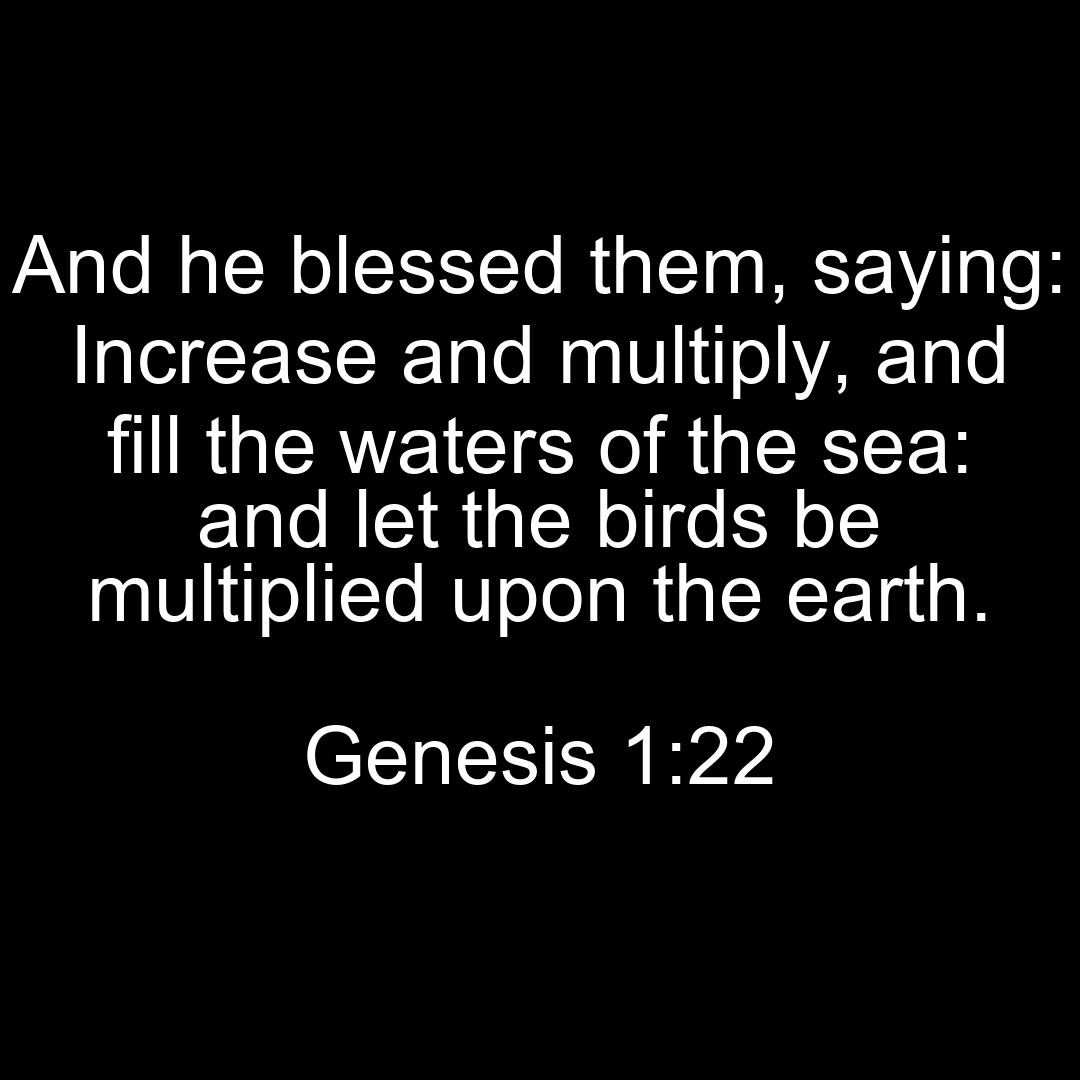 And he blessed them, saying:
Increase and multiply, and
fill the waters of the sea:
and let the birds be
multiplied upon the earth.
Genesis 1:22